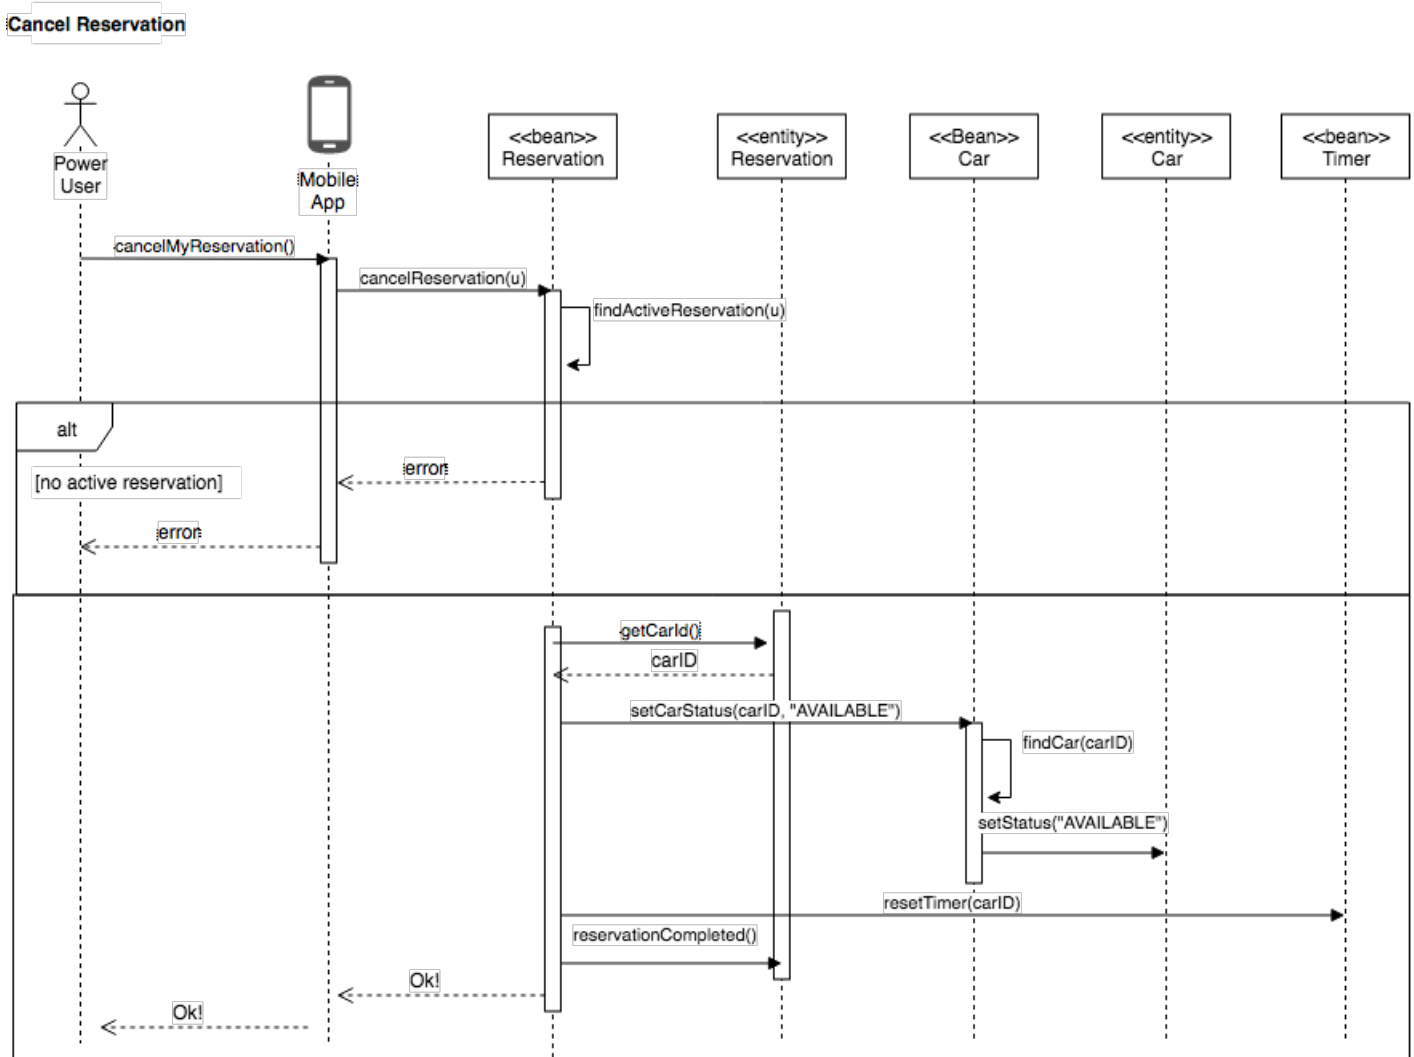 Cancel Reservation
Power
User
Mobile
App
<<bean>>
Reservation
<<entity>>
Reservation
<<Bean>>
Car
<<entity>>
Car
<<bean>>
Timer
cancelMyReservation()
cancelReservation(u)
findActiveReservation(u)
alt
[no active reservation]
error
error
getCarId()
carID
setCarStatus(carID, "AVAILABLE")
findCar(carID)
setStatus("AVAILABLE")
resetTimer(carID)
reservationCompleted()
Ok!
Ok!